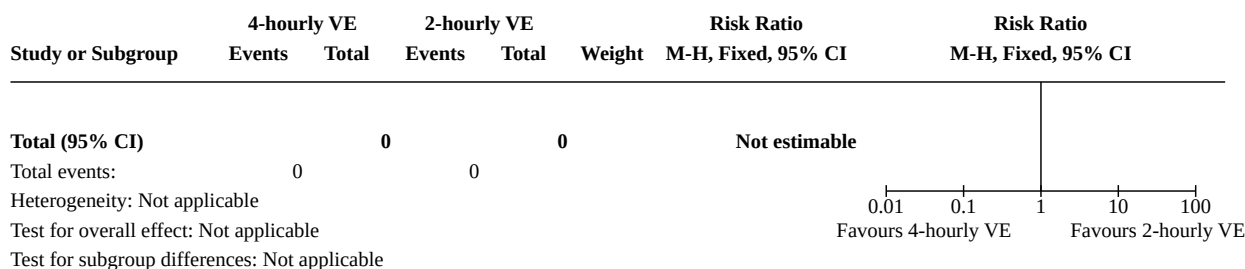 4-hourly VE 2-hourly VE Risk Ratio Risk Ratio
Study or Subgroup Events Total Events Total Weight M-H, Fixed, 95% CI M-H, Fixed, 95% CI
Total (95% CI) 0 0 Not estimable
Total events: 0 0
Heterogeneity: Not applicable
Test for overall effect: Not applicable
Test for subgroup differences: Not applicable
0.01 0.1 1 10 100
Favours 4-hourly VE Favours 2-hourly VE